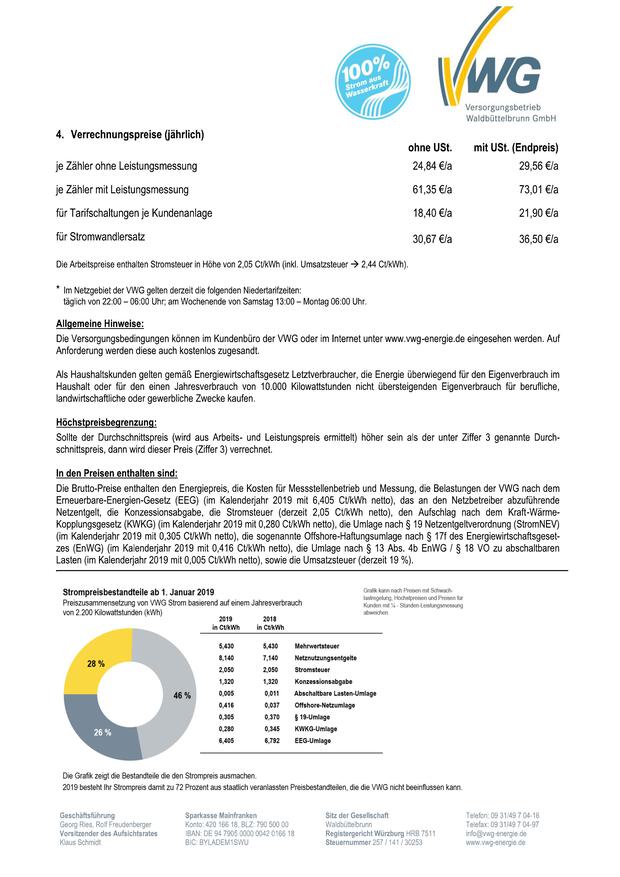 100%
Strom aus
Wasserkraft
VWG
Versorgungsbetrieb
Waldbüttelbrunn GmbH
4. Verrechnungspreise (jährlich)
ohne USt. mit USt. (Endpreis)
je Zähler ohne Leistungsmessung 24,84 €/a 29,56 €/a
je Zähler mit Leistungsmessung 61,35 €/a 73,01 €/a
für Tarifschaltungen je Kundenanlage 18,40 €/a 21,90 €/a
für Stromwandlersatz 30,67 €/a 36,50 €/a
Die Arbeitspreise enthalten Stromsteuer in Höhe von 2,05 Ct/kWh (inkl. Umsatzsteuer → 2,44 Ct/kWh).
* Im Netzgebiet der VWG gelten derzeit die folgenden Niedertarifzeiten:
täglich von 22:00 – 06:00 Uhr; am Wochenende von Samstag 13:00 – Montag 06:00 Uhr.
Allgemeine Hinweise:
Die Versorgungsbedingungen können im Kundenbüro der VWG oder im Internet unter www.vwg-energie.de eingesehen werden. Auf
Anforderung werden diese auch kostenlos zugesandt.
Als Haushaltskunden gelten gemäß Energiewirtschaftsgesetz Letztverbraucher, die Energie überwiegend für den Eigenverbrauch im
Haushalt oder für den einen Jahresverbrauch von 10.000 Kilowattstunden nicht übersteigenden Eigenverbrauch für berufliche,
landwirtschaftliche oder gewerbliche Zwecke kaufen.
Höchstpreisbegrenzung:
Sollte der Durchschnittspreis (wird aus Arbeits- und Leistungspreis ermittelt) höher sein als der unter Ziffer 3 genannte Durch-
schnittspreis, dann wird dieser Preis (Ziffer 3) verrechnet.
In den Preisen enthalten sind:
Die Brutto-Preise enthalten den Energiepreis, die Kosten für Messstellenbetrieb und Messung, die Belastungen der VWG nach dem
Erneuerbare-Energien-Gesetz (EEG) (im Kalenderjahr 2019 mit 6,405 Ct/kWh netto), das an den Netzbetreiber abzuführende
Netzentgelt, die Konzessionsabgabe, die Stromsteuer (derzeit 2,05 Ct/kWh netto), den Aufschlag nach dem Kraft-Wärme-
Kopplungsgesetz (KWKG) (im Kalenderjahr 2019 mit 0,280 Ct/kWh netto), die Umlage nach § 19 Netzentgeltverordnung (StromNEV)
(im Kalenderjahr 2019 mit 0,305 Ct/kWh netto), die sogenannte Offshore-Haftungsumlage nach § 17f des Energiewirtschaftsgeset-
zes (EnWG) (im Kalenderjahr 2019 mit 0,416 Ct/kWh netto), die Umlage nach § 13 Abs. 4b EnWG / § 18 VO zu abschaltbaren
Lasten (im Kalenderjahr 2019 mit 0,005 Ct/kWh netto), sowie die Umsatzsteuer (derzeit 19 %).
Strompreisbestandteile ab 1. Januar 2019
Preiszusammensetzung von VWG Strom basierend auf einem Jahresverbrauch
von 2.200 Kilowattstunden (kWh)
Grafik kann nach Preisen mit Schwach-
lastregelung, Höchstpreisen und Preisen für
Kunden mit ¼ - Stunden-Leistungsmessung
abweichen.
2019 2018
in Ct/kWh in Ct/kWh
5,430 5,430 Mehrwertsteuer
8,140 7,140 Netznutzungsentgelte
2,050 2,050 Stromsteuer
1,320 1,320 Konzessionsabgabe
0,005 0,011 Abschaltbare Lasten-Umlage
0,416 0,037 Offshore-Netzumlage
0,305 0,370 § 19-Umlage
0,280 0,345 KWKG-Umlage
6,405 6,792 EEG-Umlage
28 %
46 %
26 %
Die Grafik zeigt die Bestandteile die den Strompreis ausmachen.
2019 besteht Ihr Strompreis damit zu 72 Prozent aus staatlich veranlassten Preisbestandteilen, die die VWG nicht beeinflussen kann.
Geschäftsführung
Georg Ries, Rolf Freudenberger
Vorsitzender des Aufsichtsrates
Klaus Schmidt
Sparkasse Mainfranken
Konto: 420 166 18, BLZ: 790 500 00
IBAN: DE 94 7905 0000 0042 0166 18
BIC: BYLADEM1SWU
Sitz der Gesellschaft
Waldbüttelbrunn
Registergericht Würzburg HRB 7511
Steuernummer 257 / 141 / 30253
Telefon: 09 31/49 7 04-18
Telefax: 09 31/49 7 04-97
info@vwg-energie.de
www.vwg-energie.de